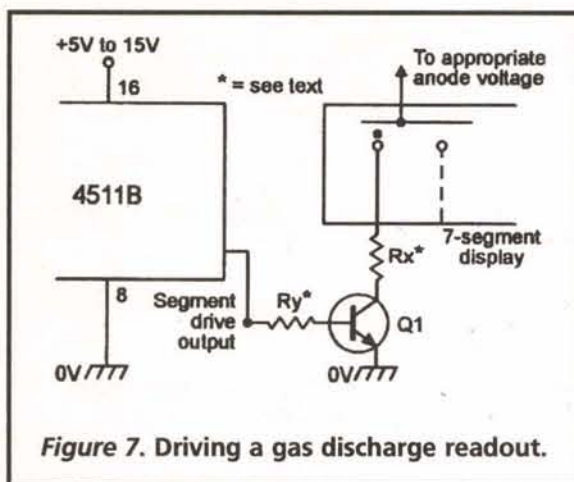 +5V to 15V
16
* = see text
To appropriate
anode voltage
4511B
7-segment
display
Rx*
8
Segment
drive
output
Ry*
Q1
0V
0V
Figure 7. Driving a gas discharge readout.